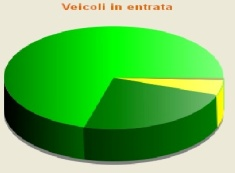 Veicoli in entrata